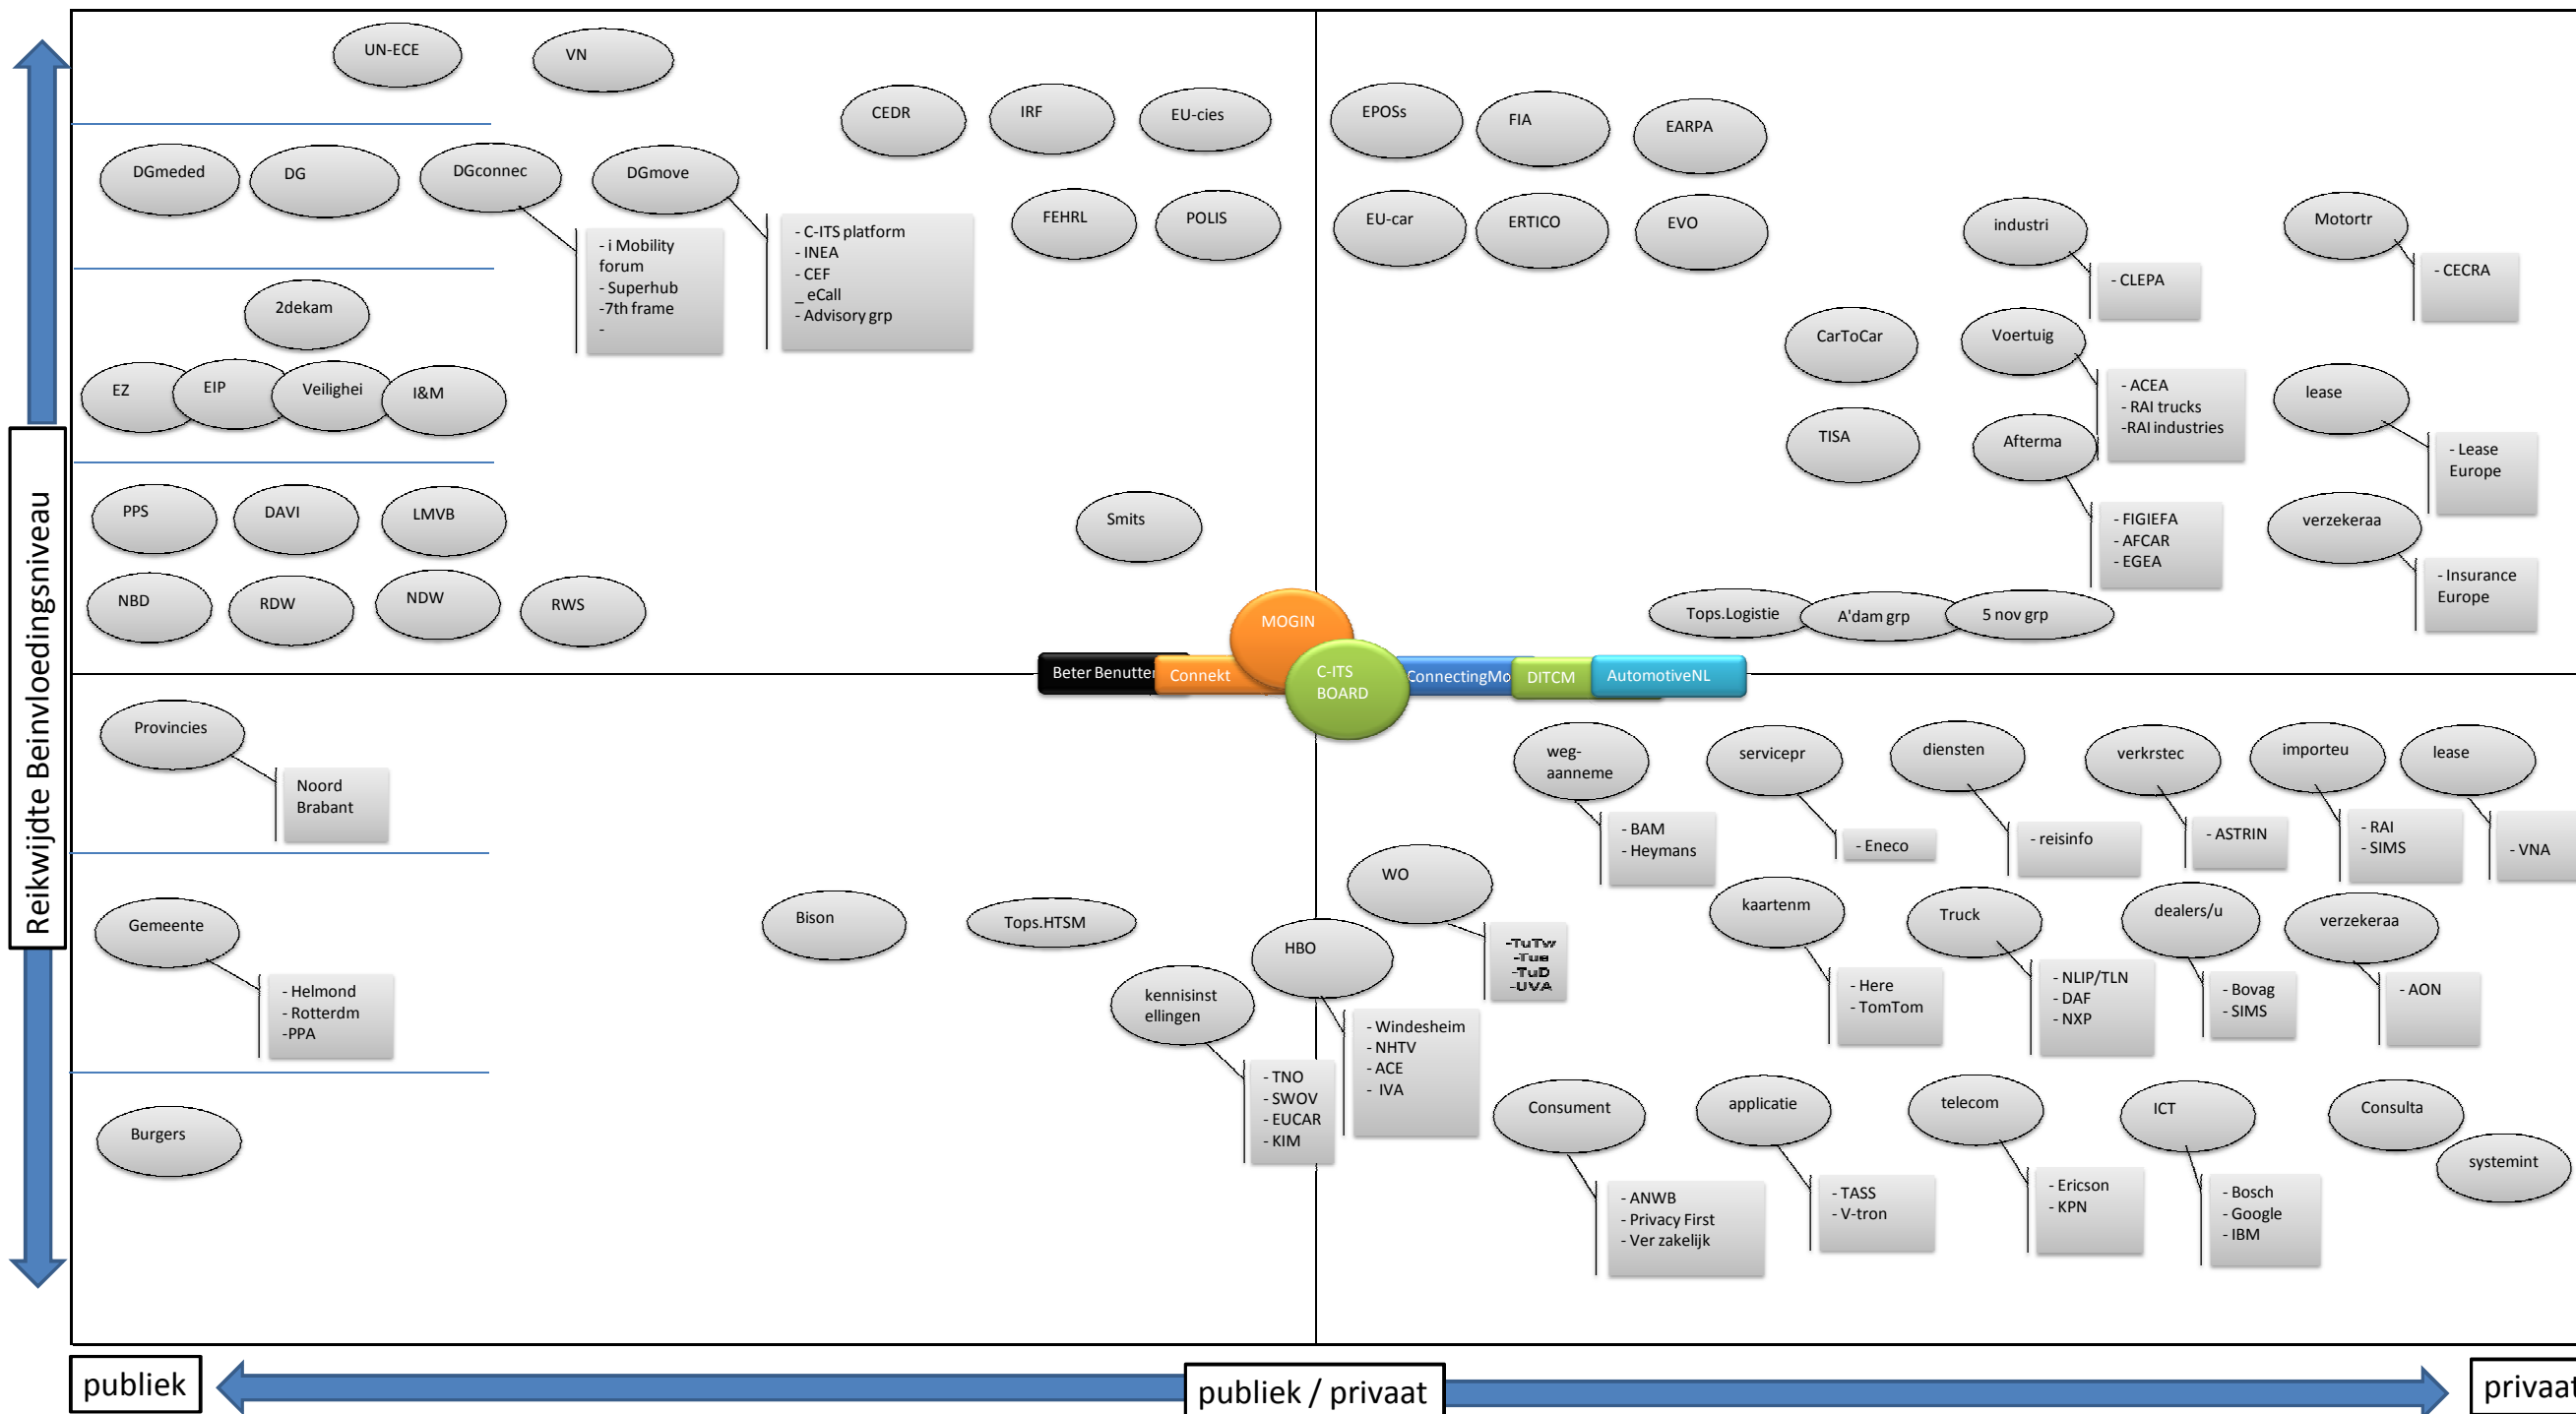 UN-ECE
VN
CEDR
IRF
EU-cies
EPOSs
FIA
EARPA
DGmeded
DG
DGconnec
DGmove
FEHRL
POLIS
EU-car
ERTICO
EVO
industri
Motortr
- i Mobility
forum
- Superhub
-7th frame
-
- C-ITS platform
- INEA
- CEF
_ eCall
- Advisory grp
- CLEPA
- CECRA
2dekam
CarToCar
Voertuig
EZ
EIP
Veilighei
I&M
- ACEA
- RAI trucks
-RAI industries
lease
TISA
Afterma
- Lease
Europe
PPS
DAVI
LMVB
Smits
- FIGIEFA
- AFCAR
- EGEA
verzekeraa
- Insurance
Europe
NBD
RDW
NDW
RWS
Tops.Logistie
A'dam grp
5 nov grp
MOGIN
C-ITS
BOARD
Beter Benutter
Connekt
ConnectingMo
DITCM
AutomotiveNL
Reikwijdte Beinvloedingsniveau
Provincies
Noord
Brabant
weg-
aanneme
servicepr
diensten
verkrstec
importeu
lease
- BAM
- Heymans
- Eneco
- reisinfo
- ASTRIN
- RAI
- SIMS
- VNA
Gemeente
- Helmond
- Rotterdm
-PPA
Bison
Tops.HTSM
HBO
WO
-TuTw
-Tue
-TuD
-UVA
kaartenm
Truck
dealers/u
verzekeraa
- Here
- TomTom
- NLIP/TLN
- DAF
- NXP
- Bovag
- SIMS
- AON
kennisinst
ellingen
- TNO
- SWOV
- EUCAR
- KIM
- Windesheim
- NHTV
- ACE
- IVA
Burgers
Consument
applicatie
telecom
ICT
Consulta
systemint
- ANWB
- Privacy First
- Ver zakelijk
- TASS
- V-tron
- Ericson
- KPN
- Bosch
- Google
- IBM
publiek
publiek / privaat
privaat